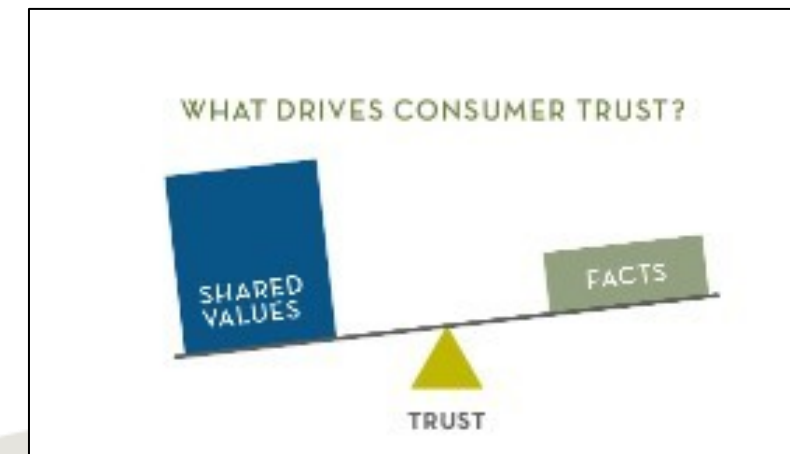 WHAT DRIVES CONSUMER TRUST?
SHARED
VALUES
FACTS
TRUST